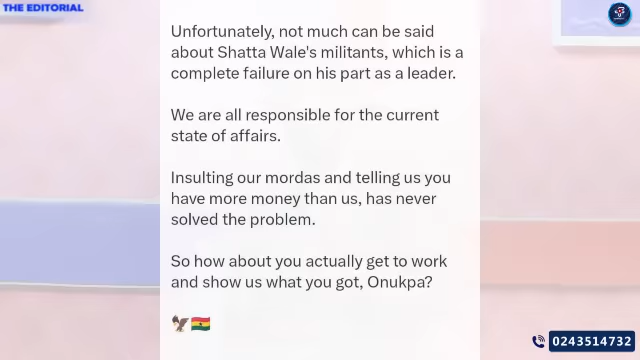 THE EDITORIAL
Unfortunately, not much can be said
about Shatta Wale's militants, which is a
complete failure on his part as a leader.
We are all responsible for the current
state of affairs.
Insulting our mordas and telling us you
have more money than us, has never
solved the problem.
So how about you actually get to work
and show us what you got, Onukpa?
🦅🇬🇭
0243514732